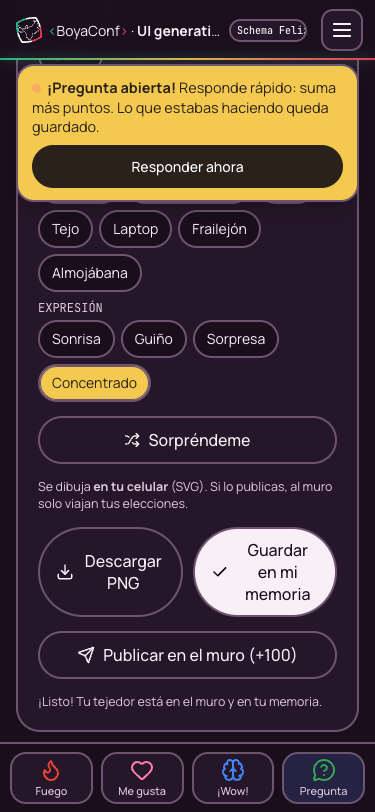 <BoyaConf> · UI generati...
Schema Feliz
¡Pregunta abierta! Responde rápido: suma
más puntos. Lo que estabas haciendo queda
guardado.
Responder ahora
Tejo
Laptop
Frailejón
Almojábana
EXPRESIÓN
Sonrisa
Guiño
Sorpresa
Concentrado
Sorpréndeme
Se dibuja en tu celular (SVG). Si lo publicas, al muro
solo viajan tus elecciones.
Descargar
PNG
Guardar
en mi
memoria
Publicar en el muro (+100)
¡Listo! Tu tejedor está en el muro y en tu memoria.
Fuego
Me gusta
¡Wow!
Pregunta